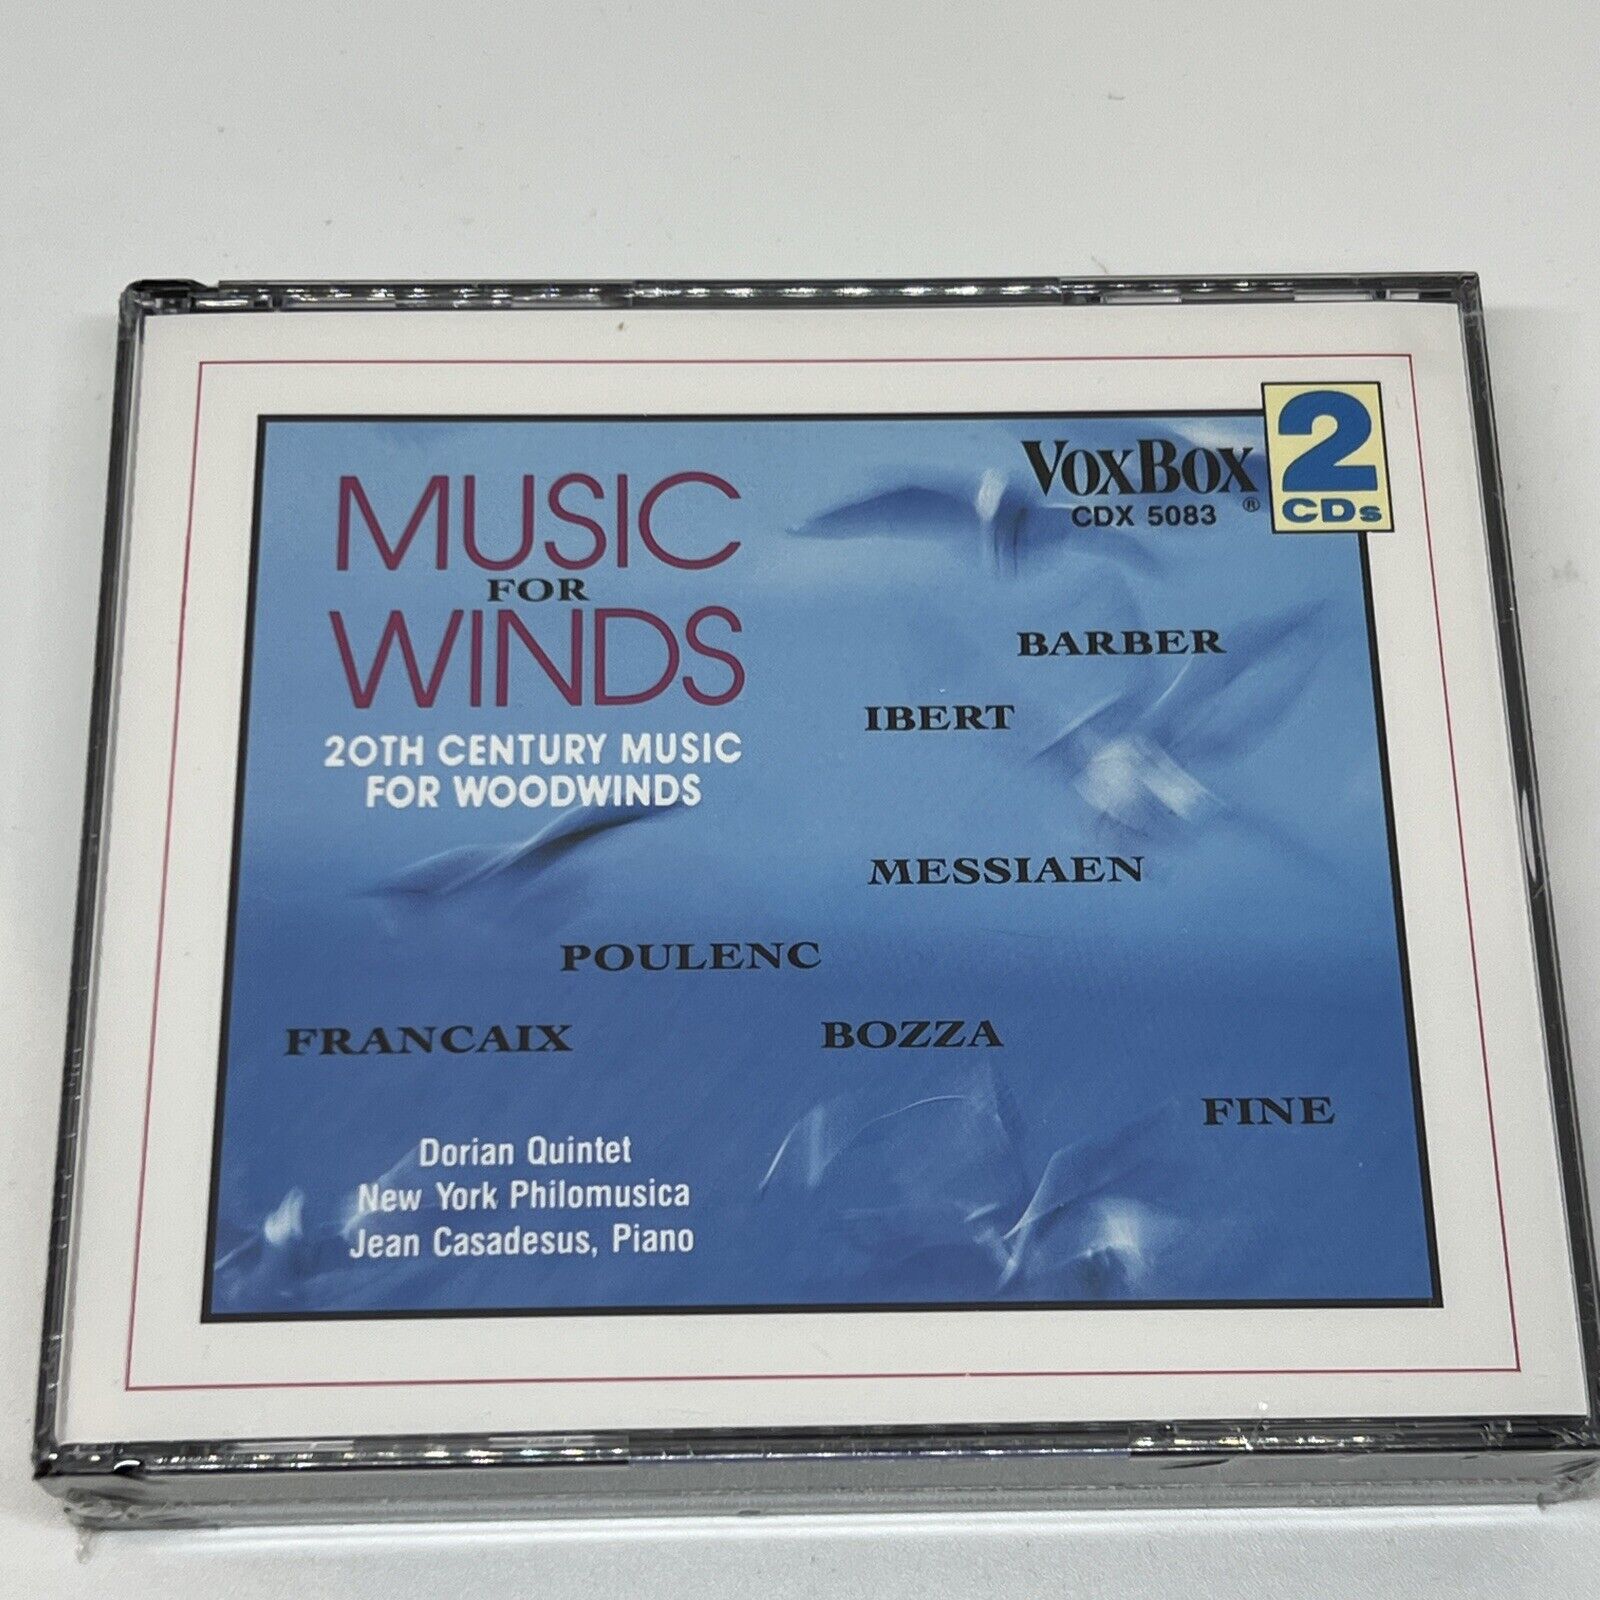 VOXBOX®
CDX 5083
2
CDs
MUSIC
FOR
WINDS
20TH CENTURY MUSIC
FOR WOODWINDS
BARBER
IBERT
MESSIAEN
POULENC
FRANCAIX
BOZZA
FINE
Dorian Quintet
New York Philomusica
Jean Casadesus, Piano